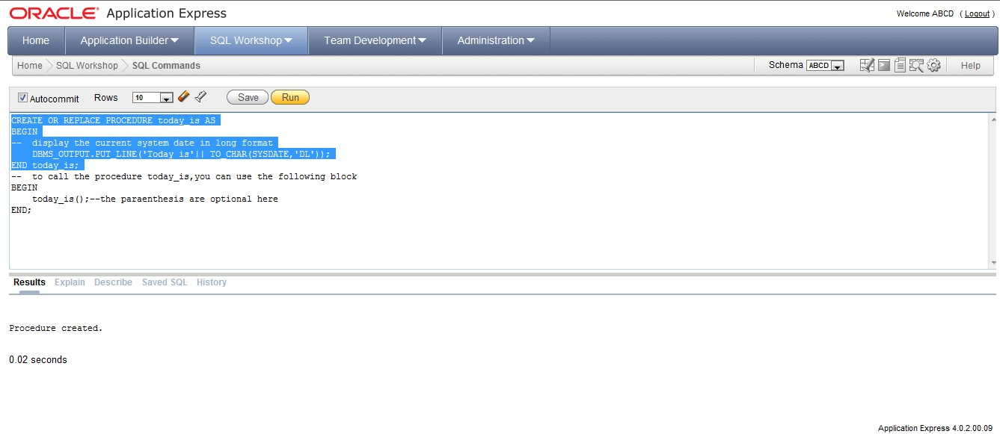 ORACLE Application Express
Welcome ABCD ( Logout )
Home Application Builder SQL Workshop Team Development Administration
Home SQL Workshop SQL Commands Schema ABCD Help
Autocommit Rows 10 Save Run
CREATE OR REPLACE PROCEDURE today_is AS
BEGIN
-- display the current system date in long format
DBMS_OUTPUT.PUT_LINE('Today is'|| TO_CHAR(SYSDATE,'DL'));
END today_is;
-- to call the procedure today_is,you can use the following block
BEGIN
today_is();--the paraenthesis are optional here
END;
Results Explain Describe Saved SQL History
Procedure created.
0.02 seconds
Application Express 4.0.2.00.09